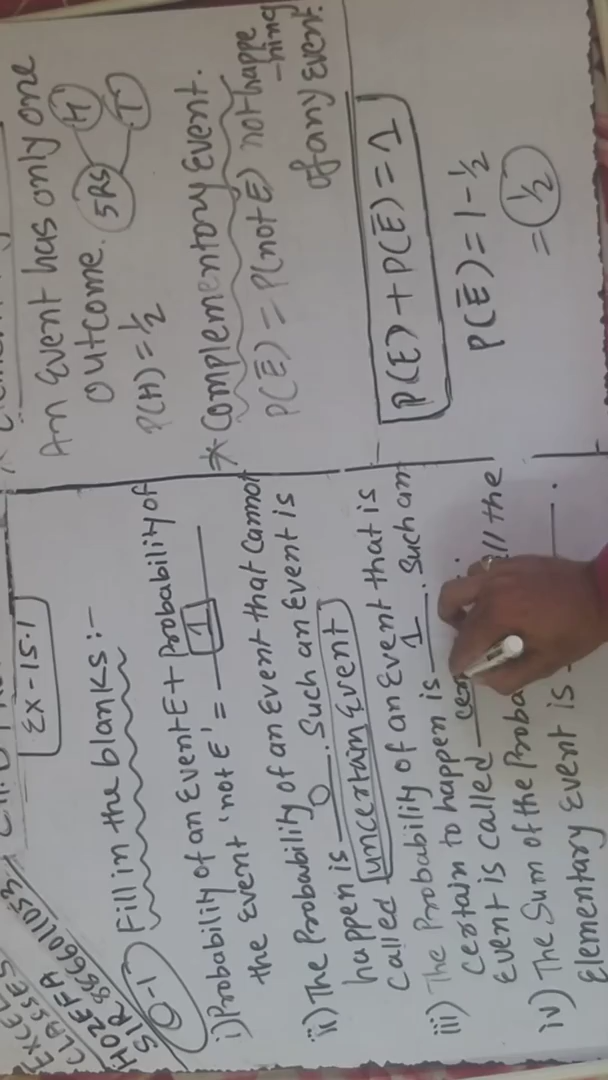 EXCEL
CLASSES
HOZEFA
SIR 8866011053
Ex-15.1
Q-1) Fill in the blanks:-
i) Probability of an Event E + Probability of
the Event 'not E' = 1
ii) The Probability of an Event that cannot
happen is 0. Such an Event is
called uncertain Event
iii) The Probability of an Event that is
certain to happen is 1. Such an
Event is called cer
iv) The Sum of the Proba all the
Elementary Event is .
An Event has only one
outcome. 5RS H T
P(H) = ½
* Complementary Event.
P(Ē) = P(not E) not happe
-ning
of any Event.
P(E) + P(Ē) = 1
P(Ē) = 1 - ½
= ½